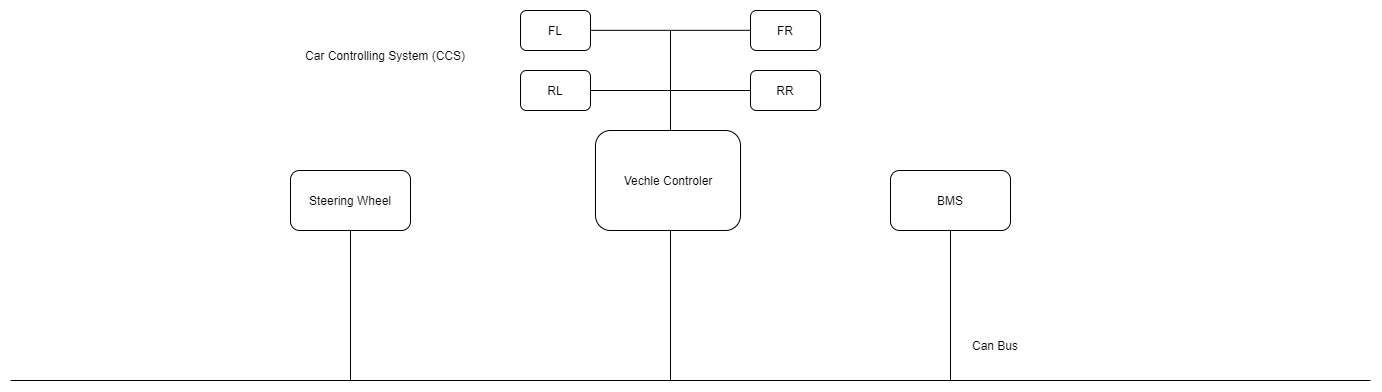 FL
FR
Car Controlling System (CCS)
RL
RR
Vechle Controler
Steering Wheel
BMS
Can Bus